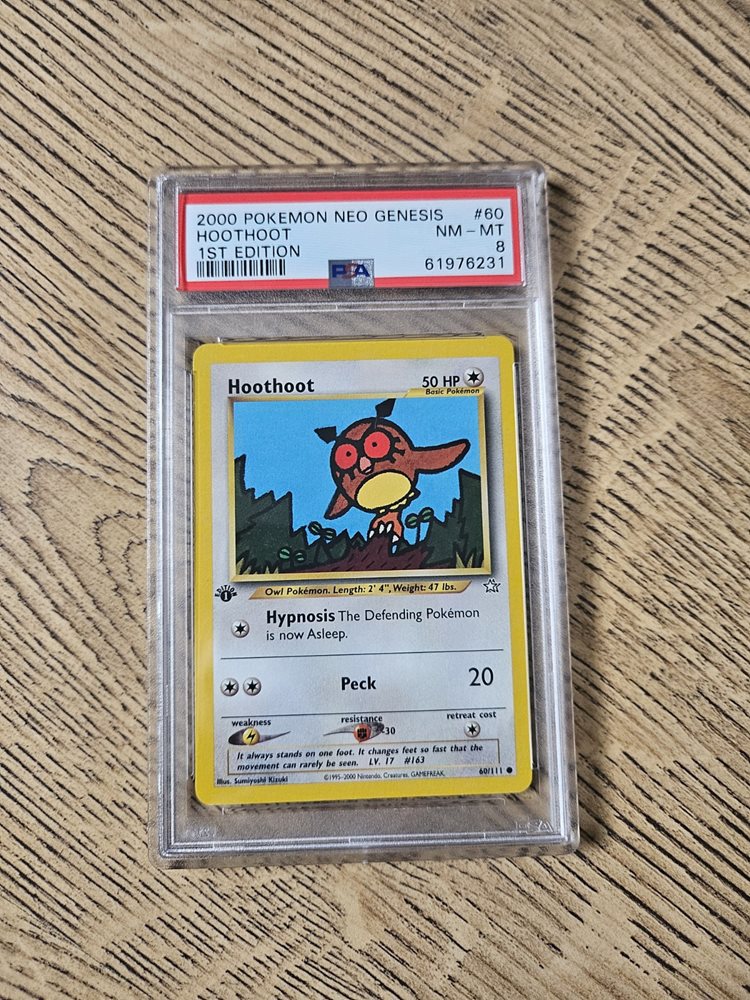 2000 POKEMON NEO GENESIS #60
HOOTHOOT NM - MT
1ST EDITION 8
PSA 61976231
Hoothoot 50 HP
Basic Pokémon
EDITION 1
Owl Pokémon. Length: 2' 4", Weight: 47 lbs.
Hypnosis The Defending Pokémon
is now Asleep.
Peck 20
weakness resistance retreat cost
-30
It always stands on one foot. It changes feet so fast that the
movement can rarely be seen. LV. 17 #163
Illus. Sumiyoshi Kizuki ©1995-2000 Nintendo, Creatures, GAMEFREAK. 60/111